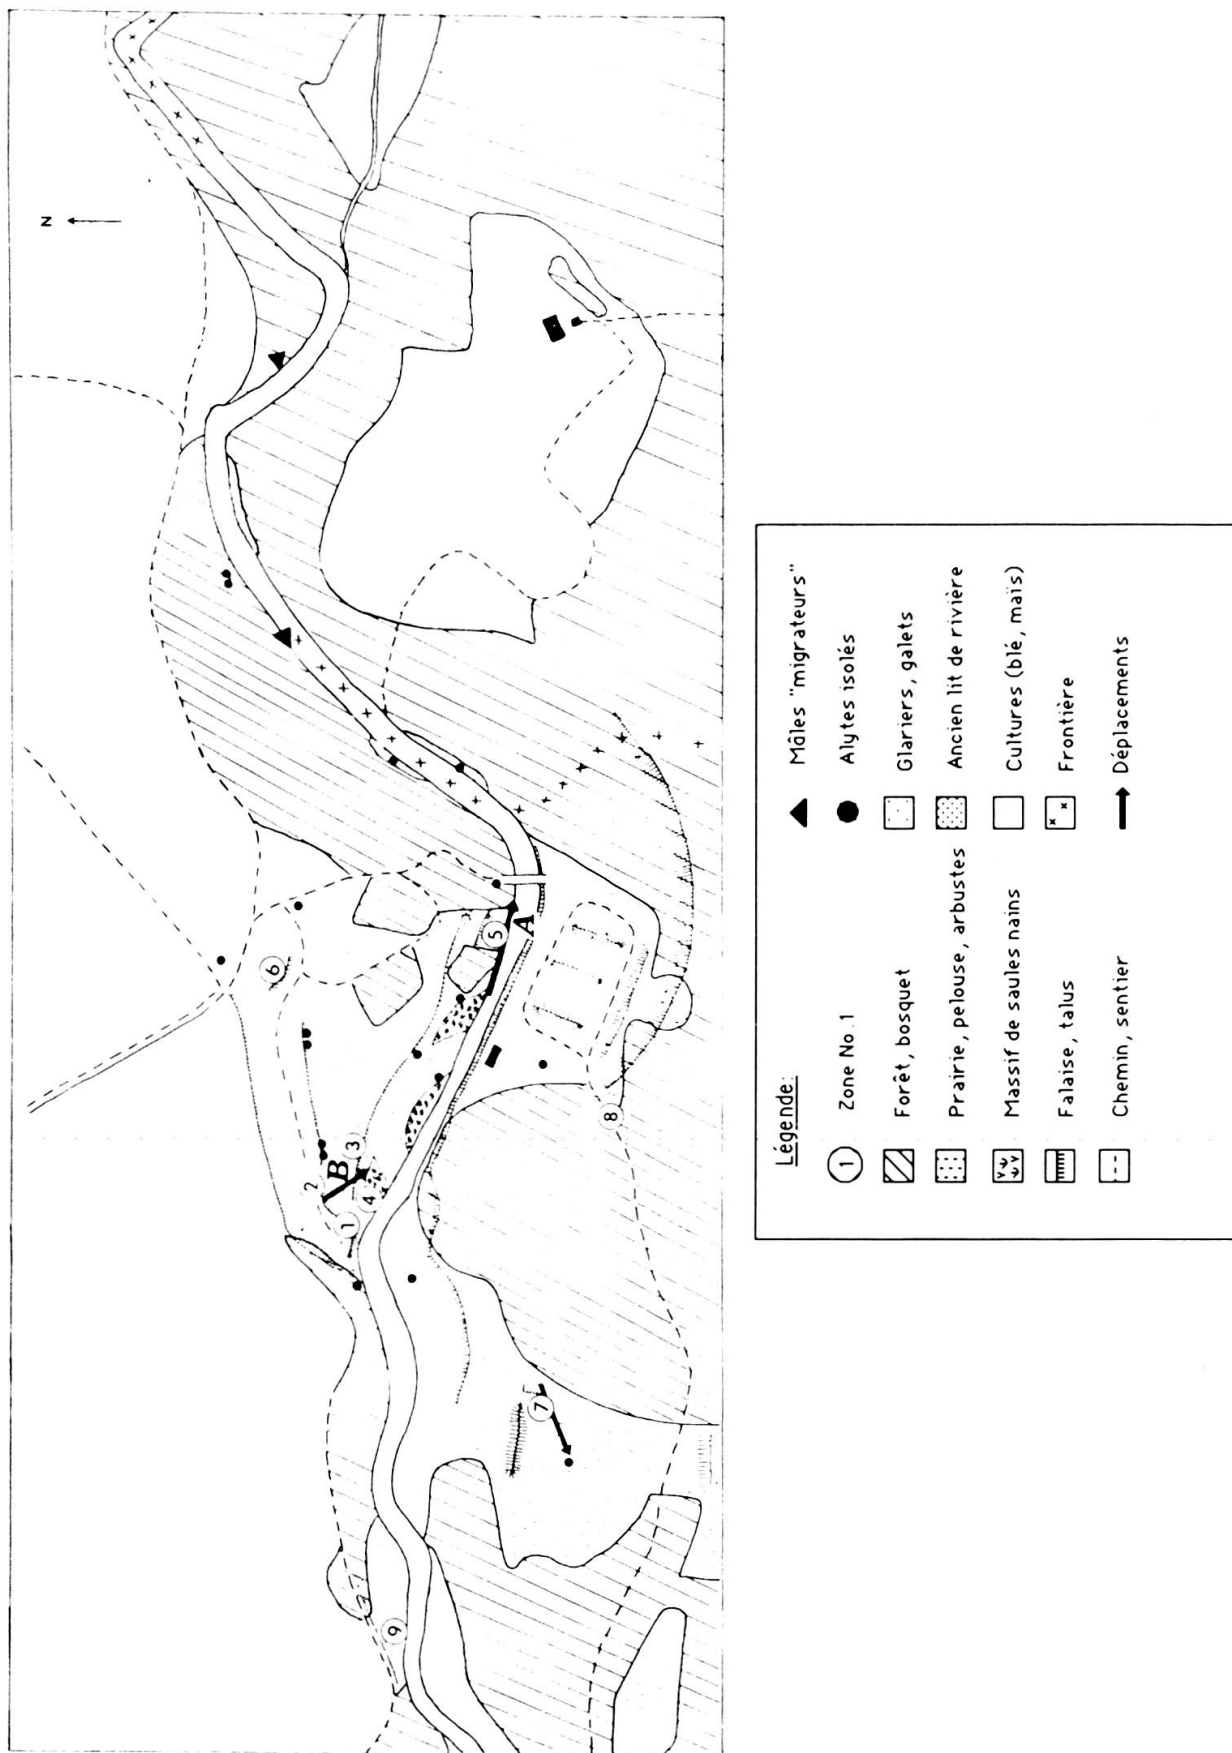 N
1
2
3
4
5
6
7
8
9
A
B
Légende:
1 Zone No.1
Forêt, bosquet
Prairie, pelouse, arbustes
Massif de saules nains
Falaise, talus
Chemin, sentier
Mâles "migrateurs"
Alytes isolés
Glariers, galets
Ancien lit de rivière
Cultures (blé, maïs)
Frontière
Déplacements